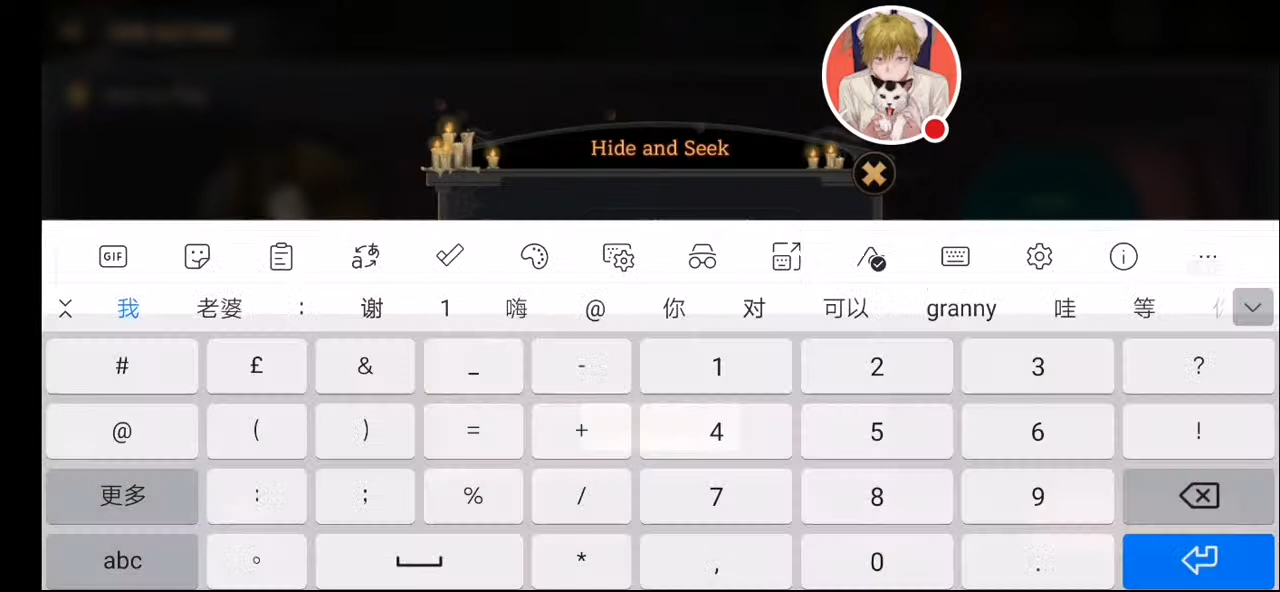 Hide and Seek
GIF
我 老婆 : 谢 1 嗨 @ 你 对 可以 granny 哇 等
# £ & _ - 1 2 3 ?
@ ( ) = + 4 5 6 !
更多 : ; % / 7 8 9
abc 。 * , 0 .